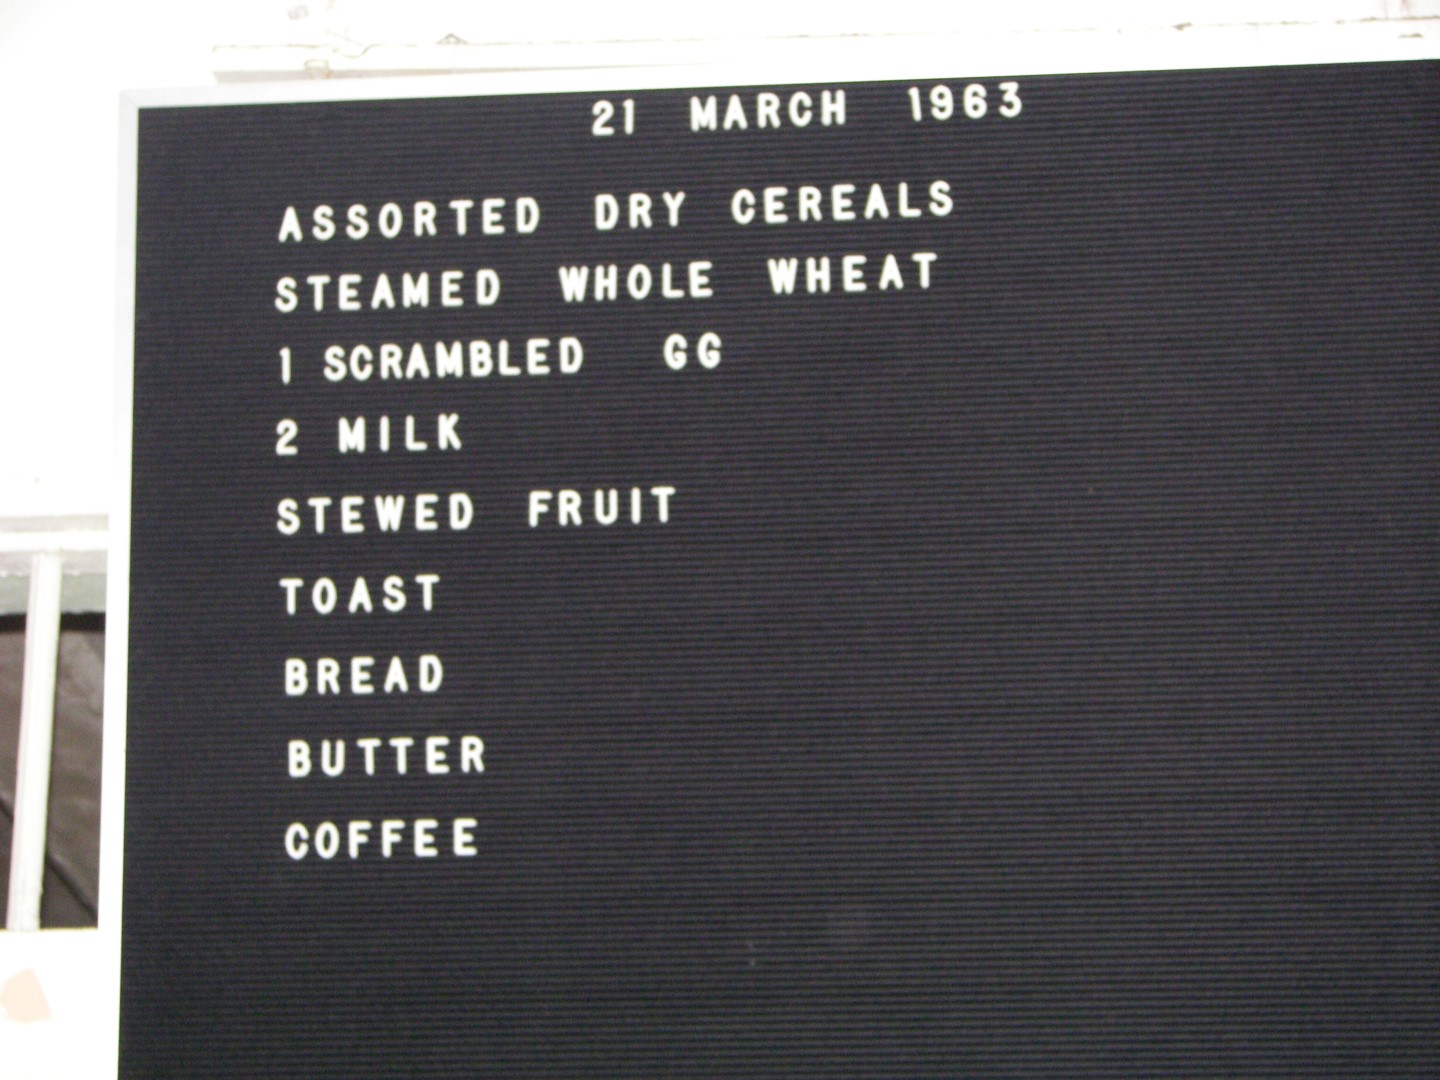 21 MARCH 1963
ASSORTED DRY CEREALS
STEAMED WHOLE WHEAT
1 SCRAMBLED GG
2 MILK
STEWED FRUIT
TOAST
BREAD
BUTTER
COFFEE